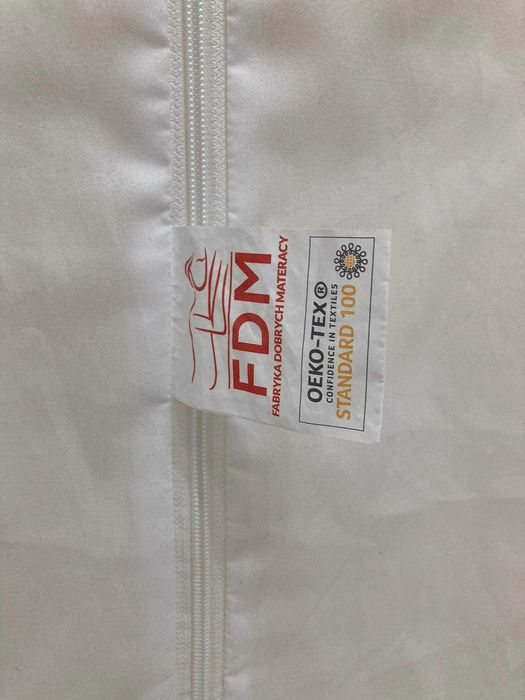 FDM
FABRYKA DOBRYCH MATERACY
OEKO-TEX®
CONFIDENCE IN TEXTILES
STANDARD 100